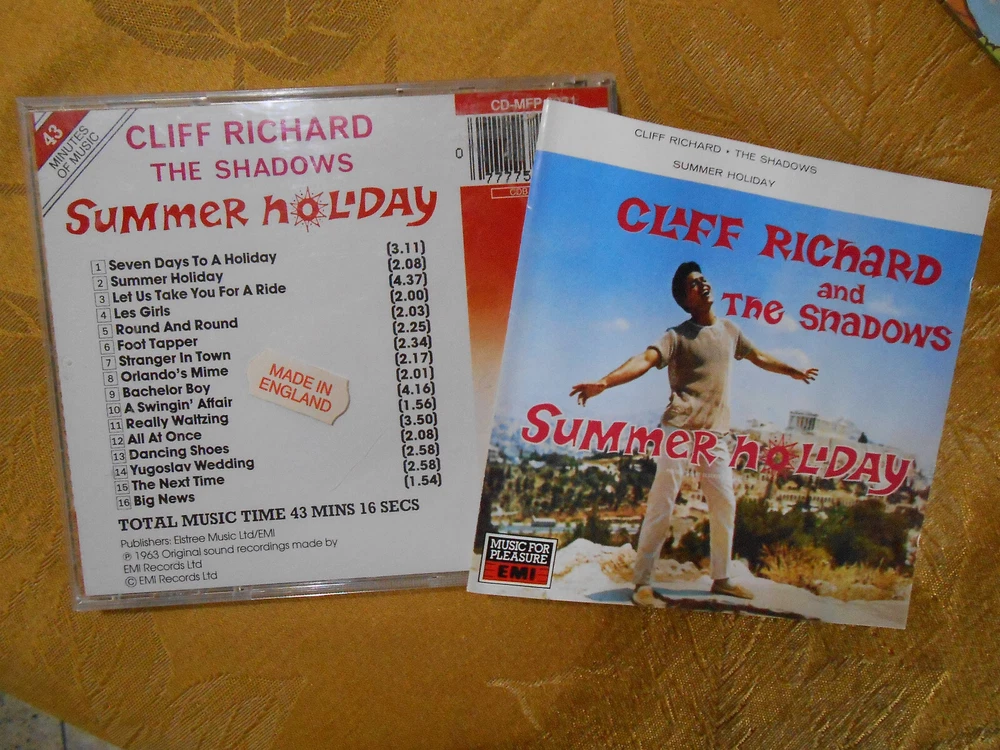 43
MINUTES
OF MUSIC
CLIFF RICHARD
THE SHADOWS
SUMMER HOLIDAY
CD-MFP
0 77775
1 Seven Days To A Holiday (3.11)
2 Summer Holiday (2.08)
3 Let Us Take You For A Ride (4.37)
4 Les Girls (2.00)
5 Round And Round (2.03)
6 Foot Tapper (2.25)
7 Stranger In Town (2.34)
8 Orlando's Mime (2.17)
9 Bachelor Boy (2.01)
10 A Swingin' Affair (4.16)
11 Really Waltzing (1.56)
12 All At Once (3.50)
13 Dancing Shoes (2.08)
14 Yugoslav Wedding (2.58)
15 The Next Time (2.58)
16 Big News (1.54)
MADE IN
ENGLAND
TOTAL MUSIC TIME 43 MINS 16 SECS
Publishers: Elstree Music Ltd/EMI
℗ 1963 Original sound recordings made by
EMI Records Ltd
© EMI Records Ltd
CLIFF RICHARD • THE SHADOWS
SUMMER HOLIDAY
CLIFF RICHARD
and
THE SHADOWS
SUMMER HOLIDAY
MUSIC FOR
PLEASURE
EMI